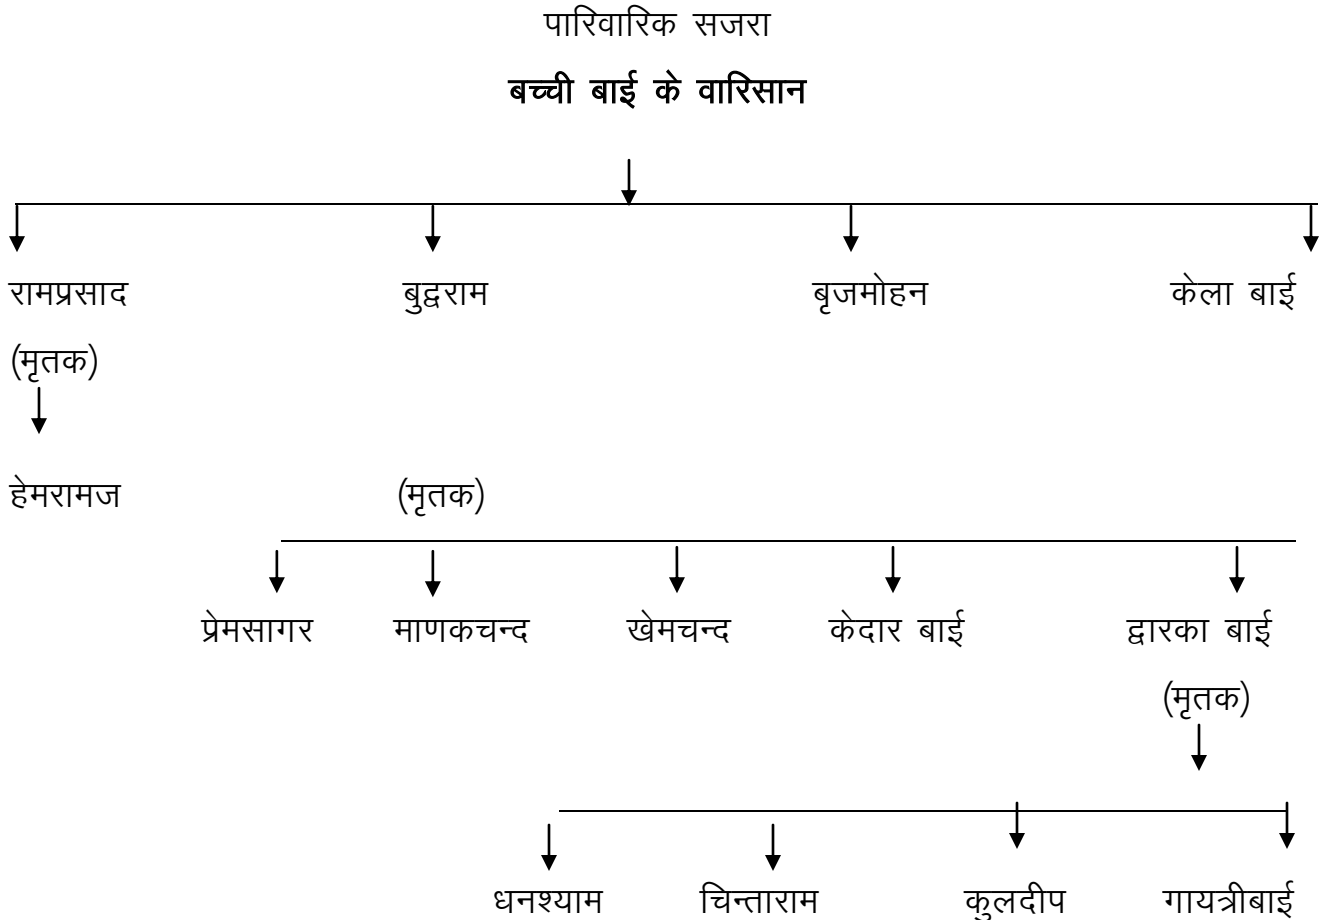 पारिवारिक सजरा
बच्ची बाई के वारिसान
रामप्रसाद बुद्वराम बृजमोहन केला बाई
(मृतक)
हेमरामज (मृतक)
प्रेमसागर माणकचन्द खेमचन्द केदार बाई द्वारका बाई
(मृतक)
धनश्याम चिन्ताराम कुलदीप गायत्रीबाई